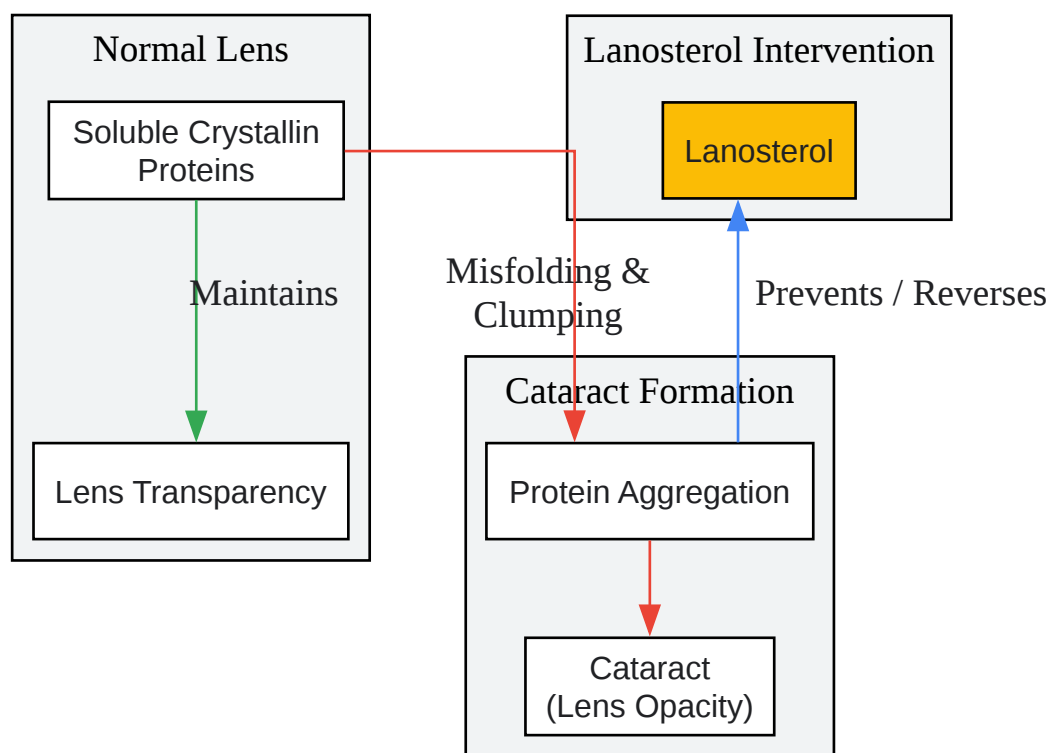 Normal Lens
Soluble Crystallin
Proteins
Maintains
Lens Transparency
Lanosterol Intervention
Lanosterol
Misfolding &
Clumping
Prevents / Reverses
Cataract Formation
Protein Aggregation
Cataract
(Lens Opacity)